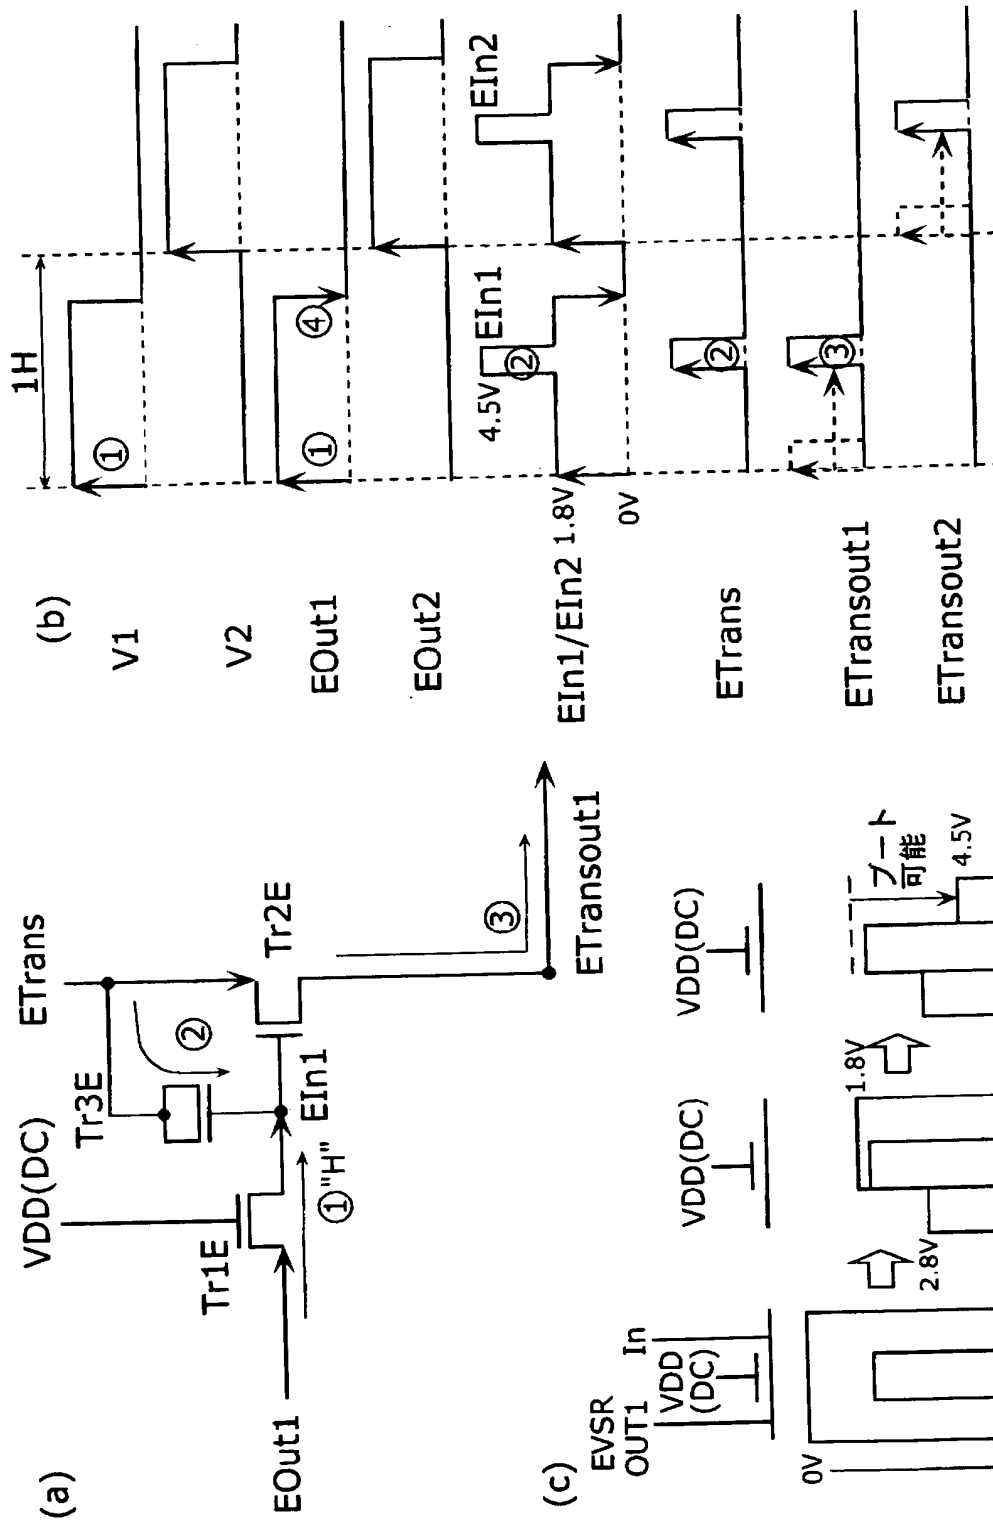 (a)
VDD(DC)
ETrans
Tr3E
②
Tr1E
Tr2E
EOut1
①"H"
EIn1
③
ETransout1
(b)
1H
V1
①
V2
EOut1
①
④
EOut2
EIn1/EIn2
4.5V
1.8V
0V
②
EIn1
EIn2
ETrans
②
ETransout1
③
ETransout2
(c)
EVSR
OUT1
In
VDD
(DC)
VDD(DC)
VDD(DC)
0V
2.8V
1.8V
ブート
可能
4.5V